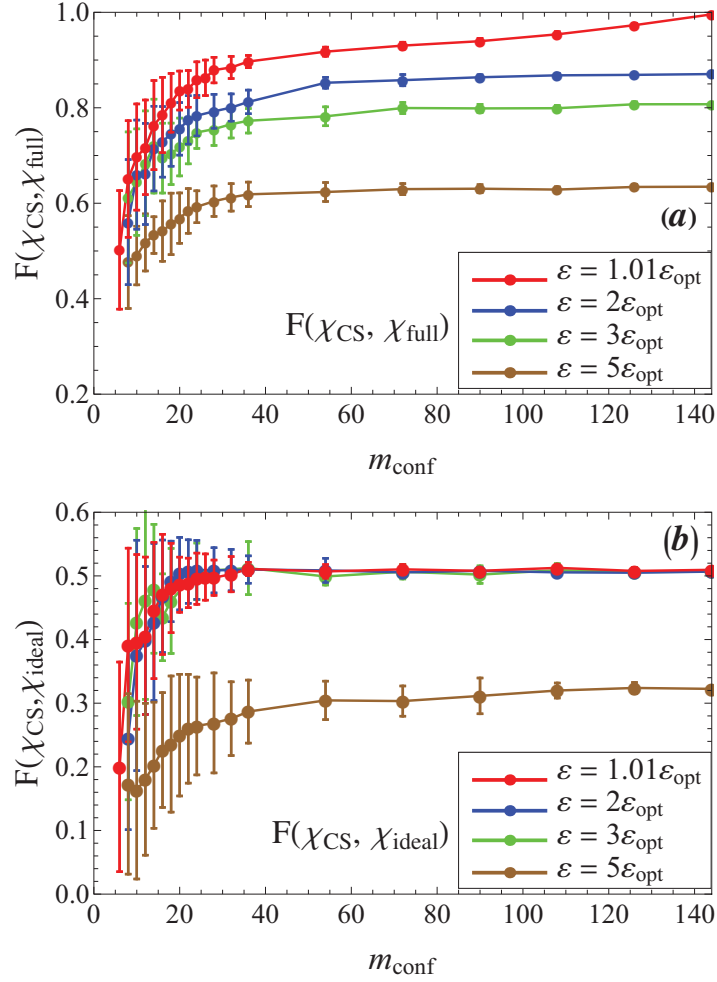 1.0
0.8
0.6
0.4
0.2
F(χCS,χfull)
(a)
F(χCS, χfull)
ε = 1.01εopt
ε = 2εopt
ε = 3εopt
ε = 5εopt
0 20 40 60 80 100 120 140
mconf
0.6
0.5
0.4
0.3
0.2
0.1
0.0
F(χCS,χideal)
(b)
F(χCS, χideal)
ε = 1.01εopt
ε = 2εopt
ε = 3εopt
ε = 5εopt
0 20 40 60 80 100 120 140
mconf